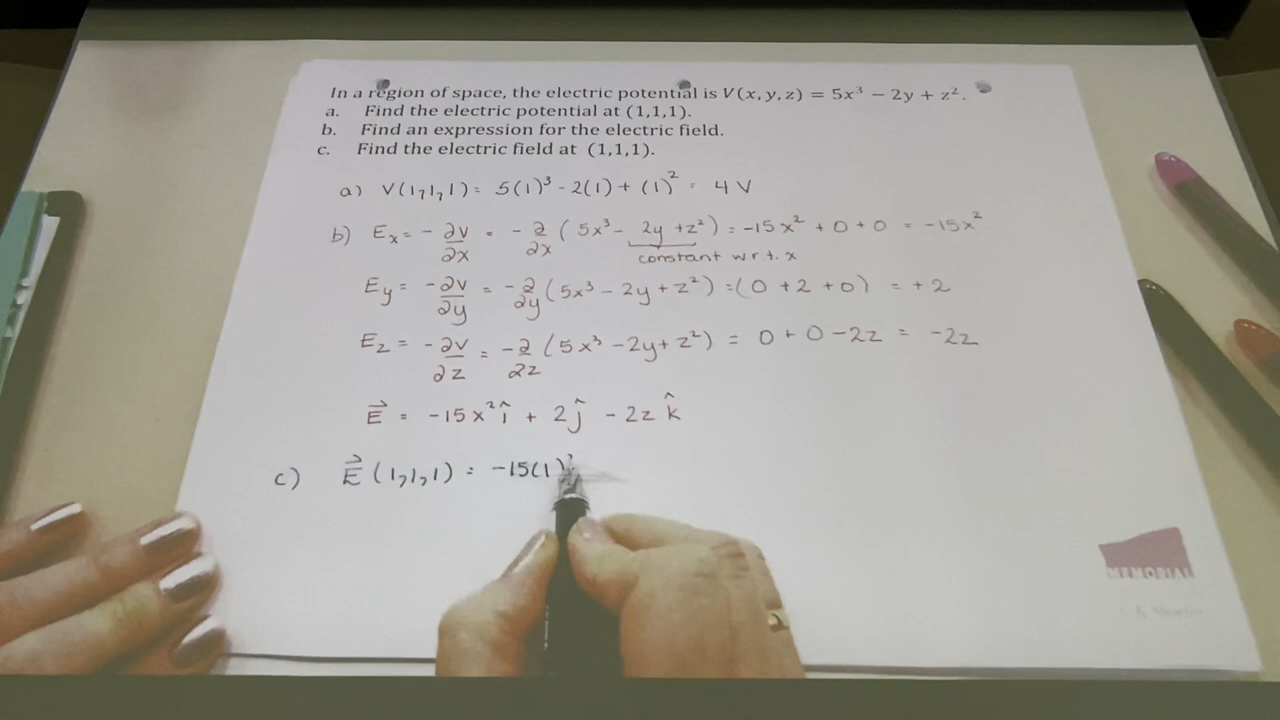 In a region of space, the electric potential is V(x, y, z) = 5x³ − 2y + z².
a. Find the electric potential at (1,1,1).
b. Find an expression for the electric field.
c. Find the electric field at (1,1,1).
a) V(1,1,1) = 5(1)³ - 2(1) + (1)² = 4 V
b) Ex = - ∂V/∂x = - ∂/∂x (5x³ - 2y + z²) = -15x² + 0 + 0 = -15x²
constant w.r.t. x
Ey = -∂V/∂y = -∂/∂y (5x³ - 2y + z²) = (0 + 2 + 0) = +2
Ez = -∂V/∂z = -∂/∂z (5x³ - 2y + z²) = 0 + 0 - 2z = -2z
E⃗ = -15x² î + 2ĵ - 2z k̂
c) E⃗ (1,1,1) = -15(1)²
MEMORIAL